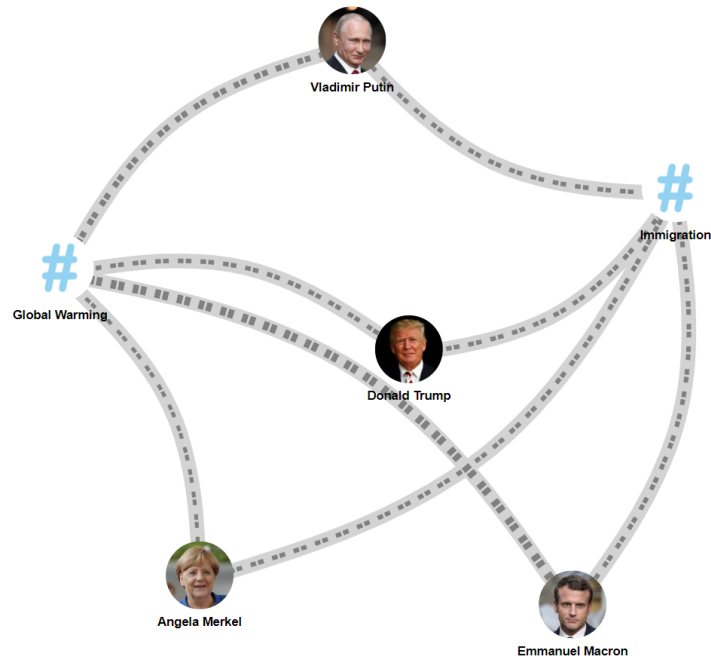 Vladimir Putin
#
Immigration
#
Global Warming
Donald Trump
Angela Merkel
Emmanuel Macron